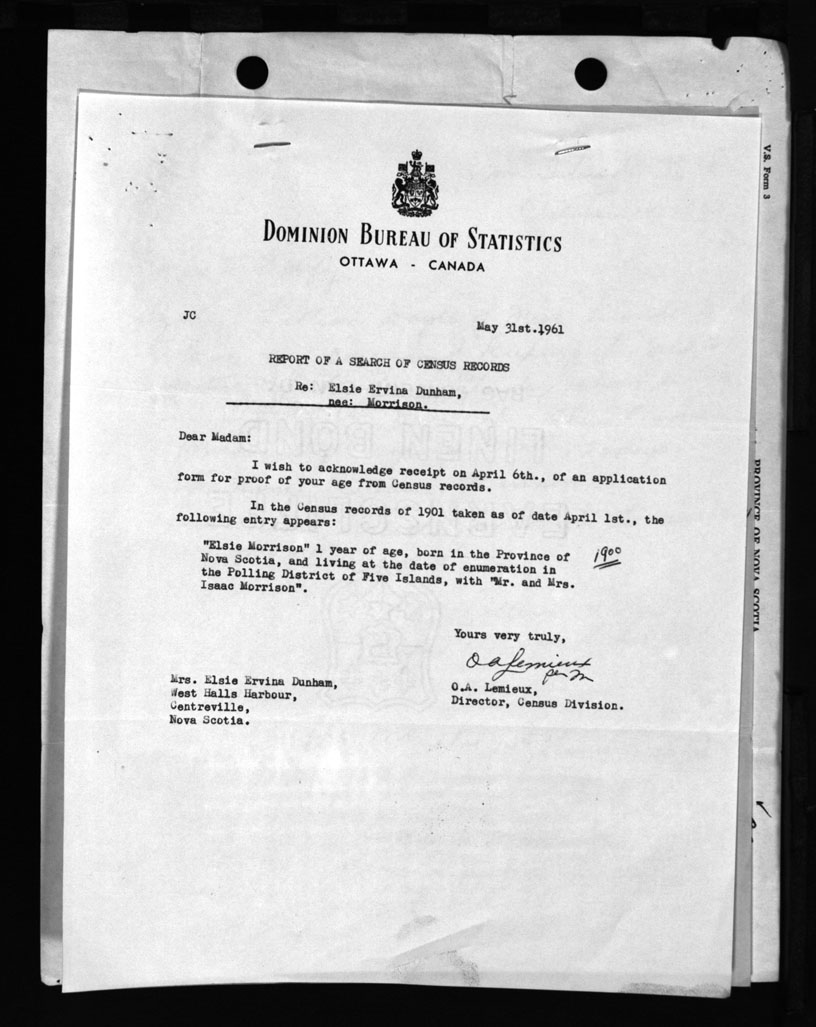 V.S. Form 3
DOMINION BUREAU OF STATISTICS
OTTAWA - CANADA
JC
May 31st.1961
REPORT OF A SEARCH OF CENSUS RECORDS
Re: Elsie Ervina Dunham,
nee: Morrison.
Dear Madam:
I wish to acknowledge receipt on April 6th., of an application
form for proof of your age from Census records.
In the Census records of 1901 taken as of date April 1st., the
following entry appears:
"Elsie Morrison" 1 year of age, born in the Province of
Nova Scotia, and living at the date of enumeration in
the Polling District of Five Islands, with "Mr. and Mrs.
Isaac Morrison".
1900
Yours very truly,
O A Lemieux
per
O.A. Lemieux,
Director, Census Division.
Mrs. Elsie Ervina Dunham,
West Halls Harbour,
Centreville,
Nova Scotia.
PROVINCE OF NOVA SCOTIA